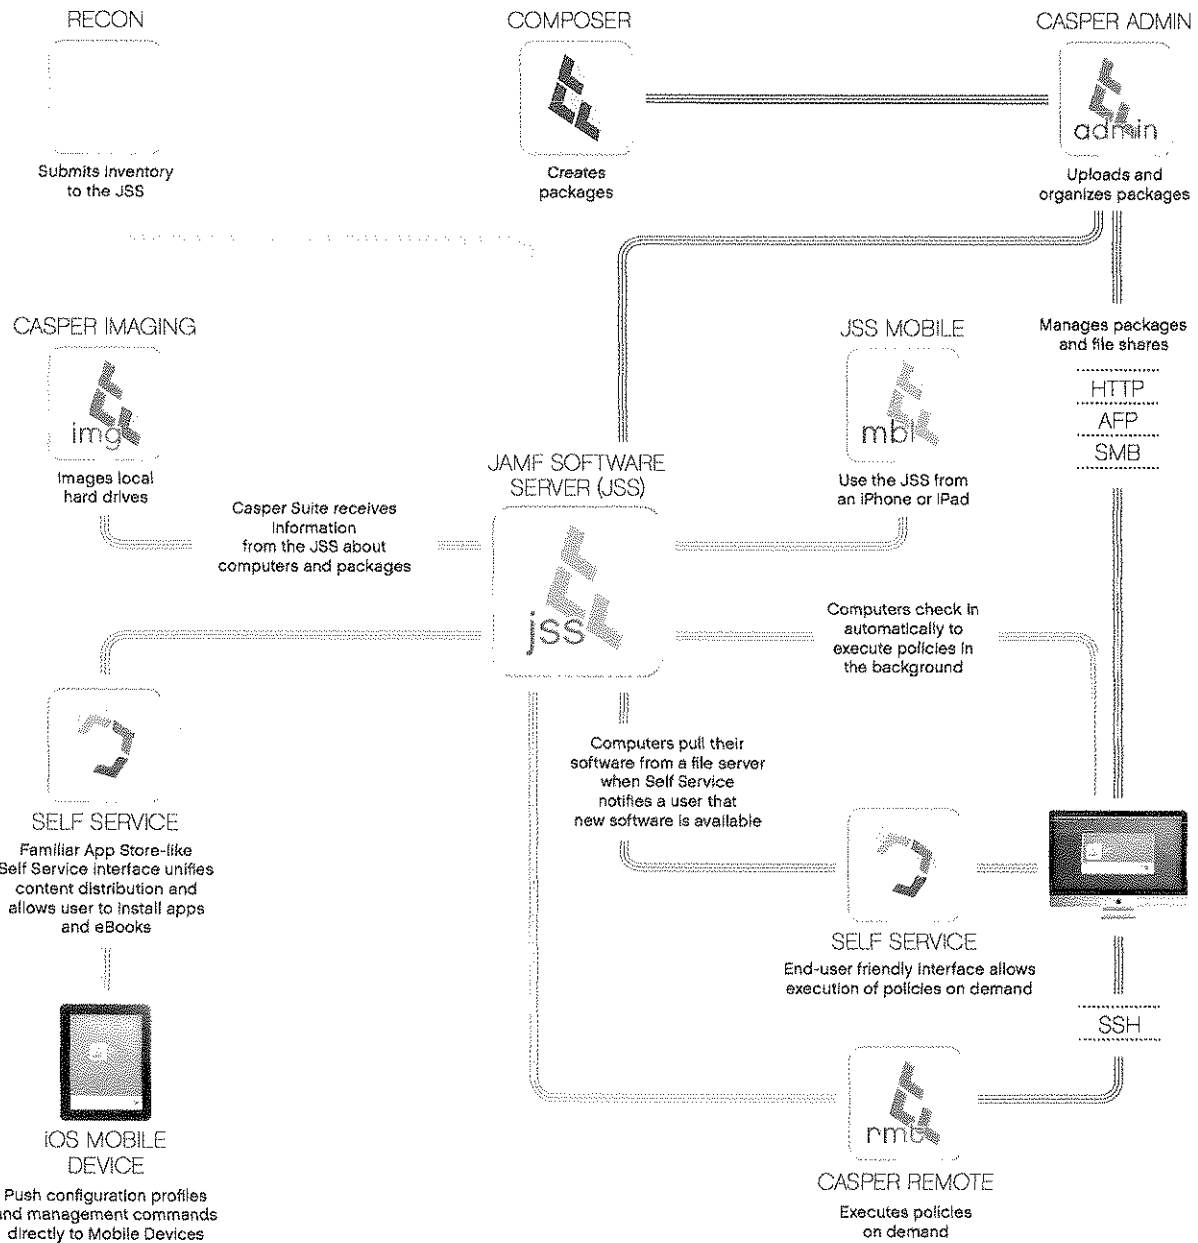 RECON
Submits Inventory
to the JSS
COMPOSER
Creates
packages
CASPER ADMIN
admin
Uploads and
organizes packages
CASPER IMAGING
img
Images local
hard drives
JSS MOBILE
mbl
Use the JSS from
an iPhone or iPad
Manages packages
and file shares
HTTP
AFP
SMB
JAMF SOFTWARE
SERVER (JSS)
jss
Casper Suite receives
Information
from the JSS about
computers and packages
Computers check in
automatically to
execute policies in
the background
Computers pull their
software from a file server
when Self Service
notifies a user that
new software is available
SELF SERVICE
Familiar App Store-like
Self Service interface unifies
content distribution and
allows user to install apps
and eBooks
SELF SERVICE
End-user friendly interface allows
execution of policies on demand
SSH
iOS MOBILE
DEVICE
Push configuration profiles
and management commands
directly to Mobile Devices
rmt
CASPER REMOTE
Executes policies
on demand